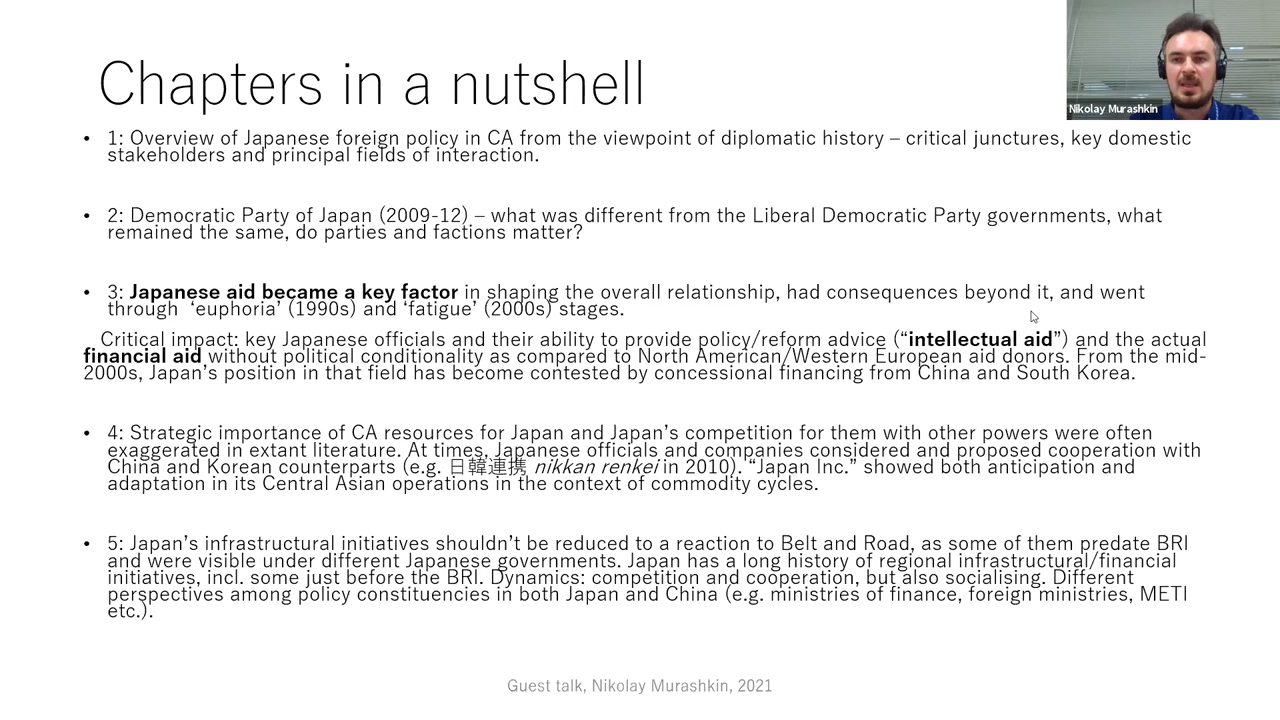 Chapters in a nutshell
Nikolay Murashkin
• 1: Overview of Japanese foreign policy in CA from the viewpoint of diplomatic history – critical junctures, key domestic
stakeholders and principal fields of interaction.
• 2: Democratic Party of Japan (2009-12) – what was different from the Liberal Democratic Party governments, what
remained the same, do parties and factions matter?
• 3: Japanese aid became a key factor in shaping the overall relationship, had consequences beyond it, and went
through ‘euphoria’ (1990s) and ‘fatigue’ (2000s) stages.
Critical impact: key Japanese officials and their ability to provide policy/reform advice (“intellectual aid”) and the actual
financial aid without political conditionality as compared to North American/Western European aid donors. From the mid-
2000s, Japan’s position in that field has become contested by concessional financing from China and South Korea.
• 4: Strategic importance of CA resources for Japan and Japan’s competition for them with other powers were often
exaggerated in extant literature. At times, Japanese officials and companies considered and proposed cooperation with
China and Korean counterparts (e.g. 日韓連携 nikkan renkei in 2010). “Japan Inc.” showed both anticipation and
adaptation in its Central Asian operations in the context of commodity cycles.
• 5: Japan’s infrastructural initiatives shouldn’t be reduced to a reaction to Belt and Road, as some of them predate BRI
and were visible under different Japanese governments. Japan has a long history of regional infrastructural/financial
initiatives, incl. some just before the BRI. Dynamics: competition and cooperation, but also socialising. Different
perspectives among policy constituencies in both Japan and China (e.g. ministries of finance, foreign ministries, METI
etc.).
Guest talk, Nikolay Murashkin, 2021